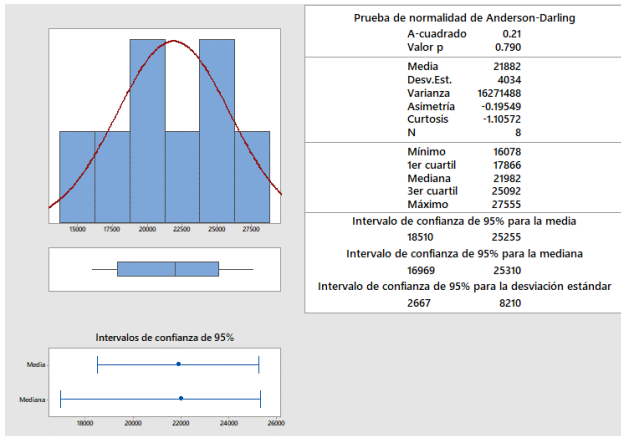 Prueba de normalidad de Anderson-Darling
A-cuadrado 0.21
Valor p 0.790
Media 21882
Desv.Est. 4034
Varianza 16271488
Asimetría -0.19549
Curtosis -1.10572
N 8
Mínimo 16078
1er cuartil 17866
Mediana 21982
3er cuartil 25092
Máximo 27555
Intervalo de confianza de 95% para la media
18510 25255
Intervalo de confianza de 95% para la mediana
16969 25310
Intervalo de confianza de 95% para la desviación estándar
2667 8210
15000 17500 20000 22500 25000 27500
Intervalos de confianza de 95%
Media
Mediana
18000 20000 22000 24000 26000